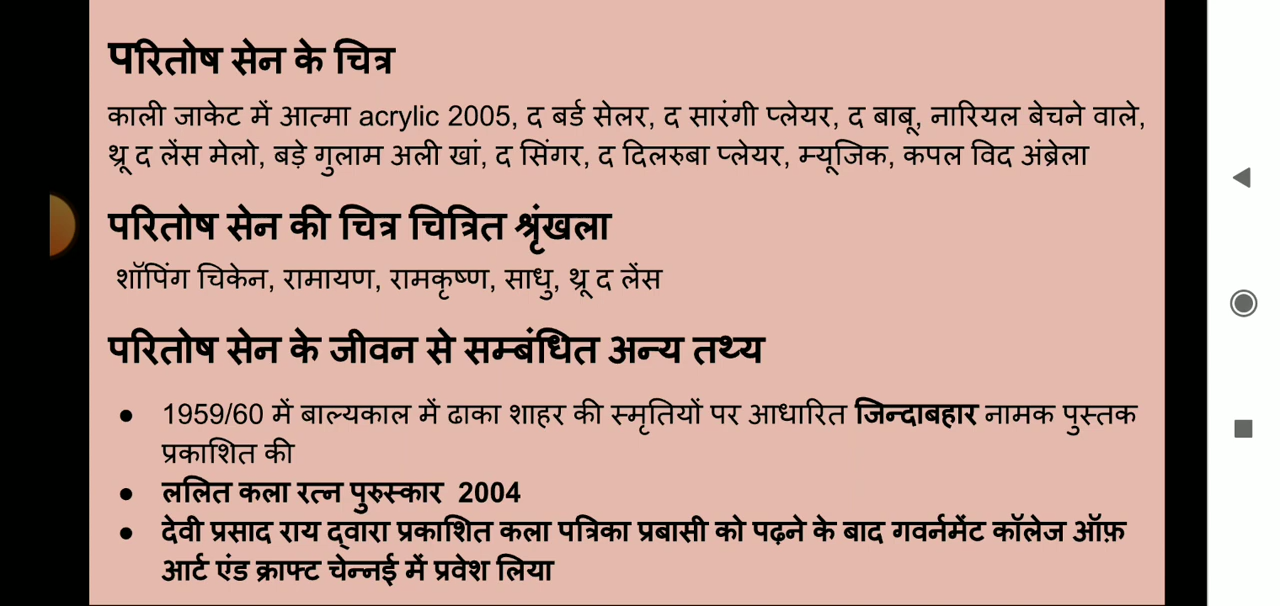 परितोष सेन के चित्र
काली जाकेट में आत्मा acrylic 2005, द बर्ड सेलर, द सारंगी प्लेयर, द बाबू, नारियल बेचने वाले,
थ्रू द लेंस मेलो, बड़े गुलाम अली खां, द सिंगर, द दिलरुबा प्लेयर, म्यूजिक, कपल विद अंब्रेला
परितोष सेन की चित्र चित्रित श्रृंखला
शॉपिंग चिकेन, रामायण, रामकृष्ण, साधु, थ्रू द लेंस
परितोष सेन के जीवन से सम्बंधित अन्य तथ्य
● 1959/60 में बाल्यकाल में ढाका शाहर की स्मृतियों पर आधारित जिन्दाबहार नामक पुस्तक
प्रकाशित की
● ललित कला रत्न पुरुस्कार 2004
● देवी प्रसाद राय द्वारा प्रकाशित कला पत्रिका प्रबासी को पढ़ने के बाद गवर्नमेंट कॉलेज ऑफ़
आर्ट एंड क्राफ्ट चेन्नई में प्रवेश लिया